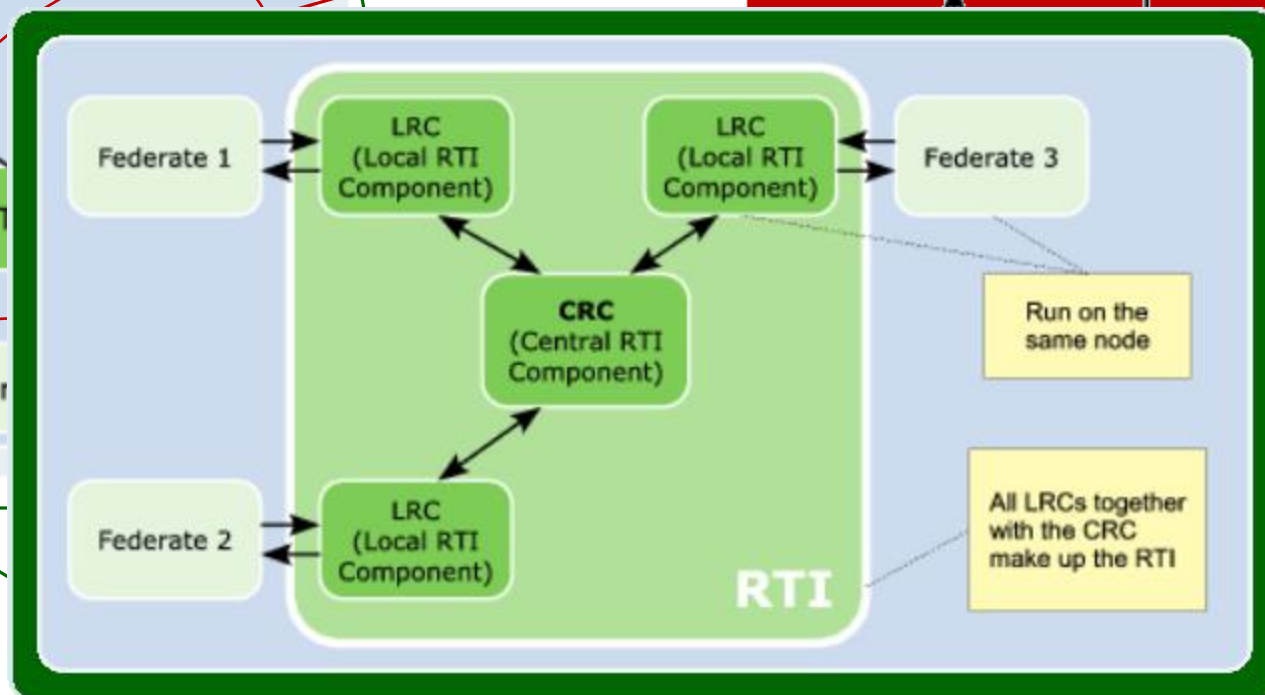 Federate 1
LRC
(Local RTI
Component)
LRC
(Local RTI
Component)
Federate 3
CRC
(Central RTI
Component)
Run on the
same node
Federate 2
LRC
(Local RTI
Component)
All LRCs together
with the CRC
make up the RTI
RTI